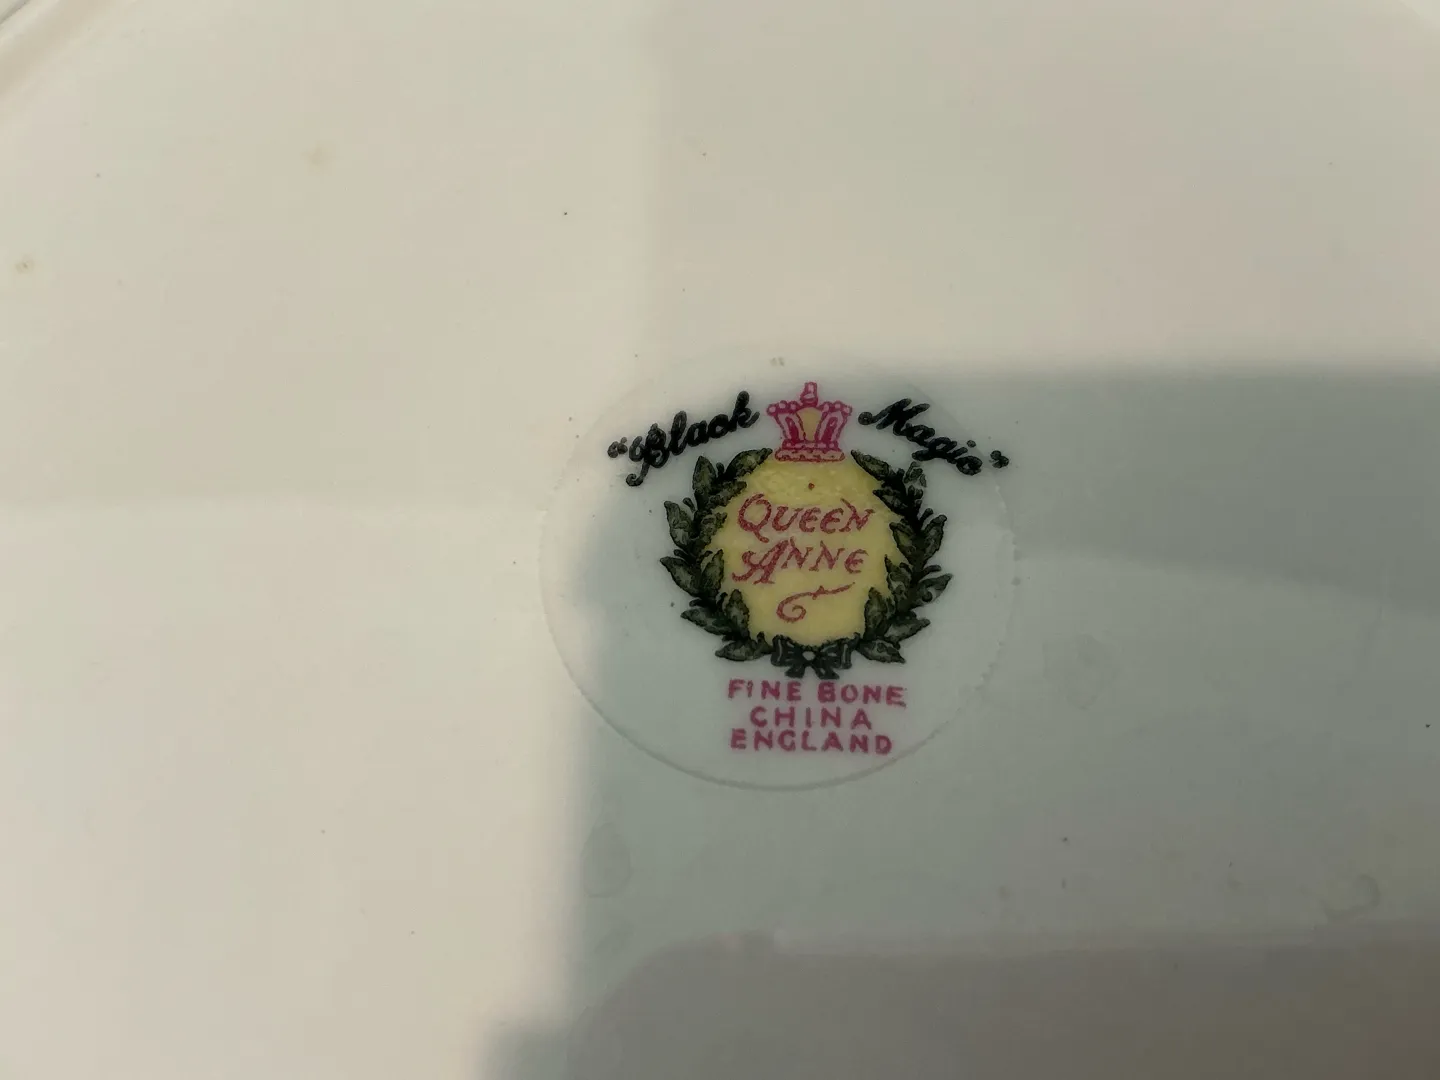 "Black Magic"
QUEEN
ANNE
FINE BONE
CHINA
ENGLAND